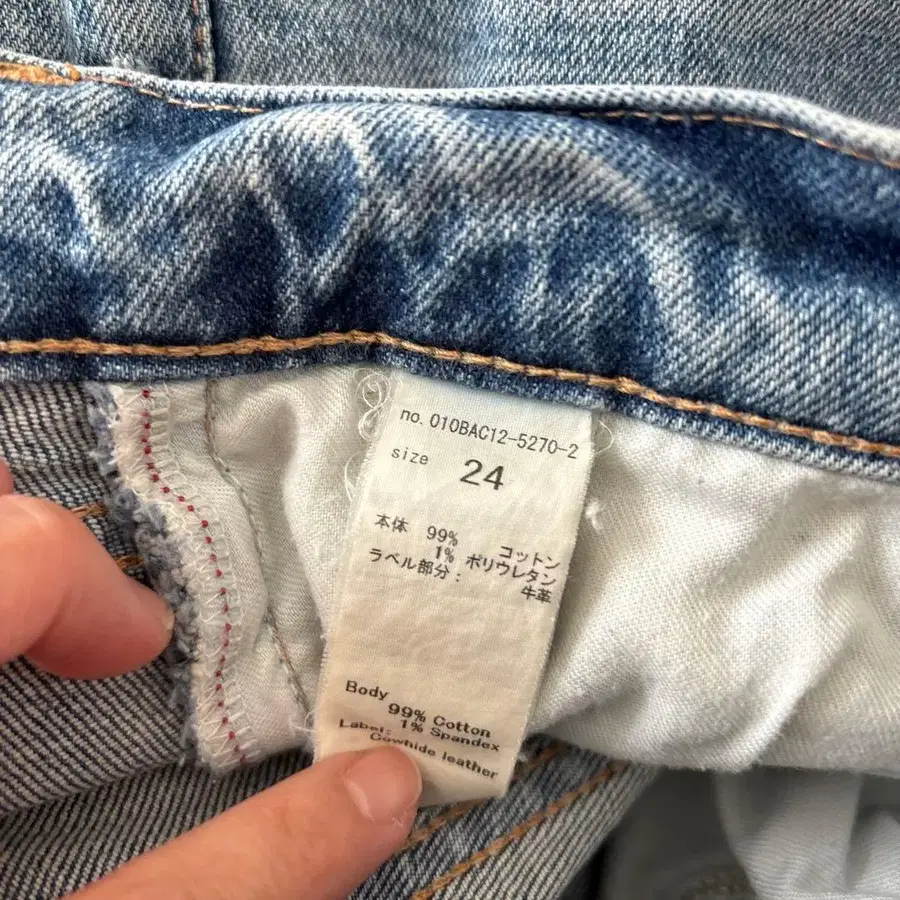 no. 010BAC12-5270-2
size 24
本体 99% コットン
1% ポリウレタン
ラベル部分: 牛革
Body
99% Cotton
1% Spandex
Label:
Cowhide leather